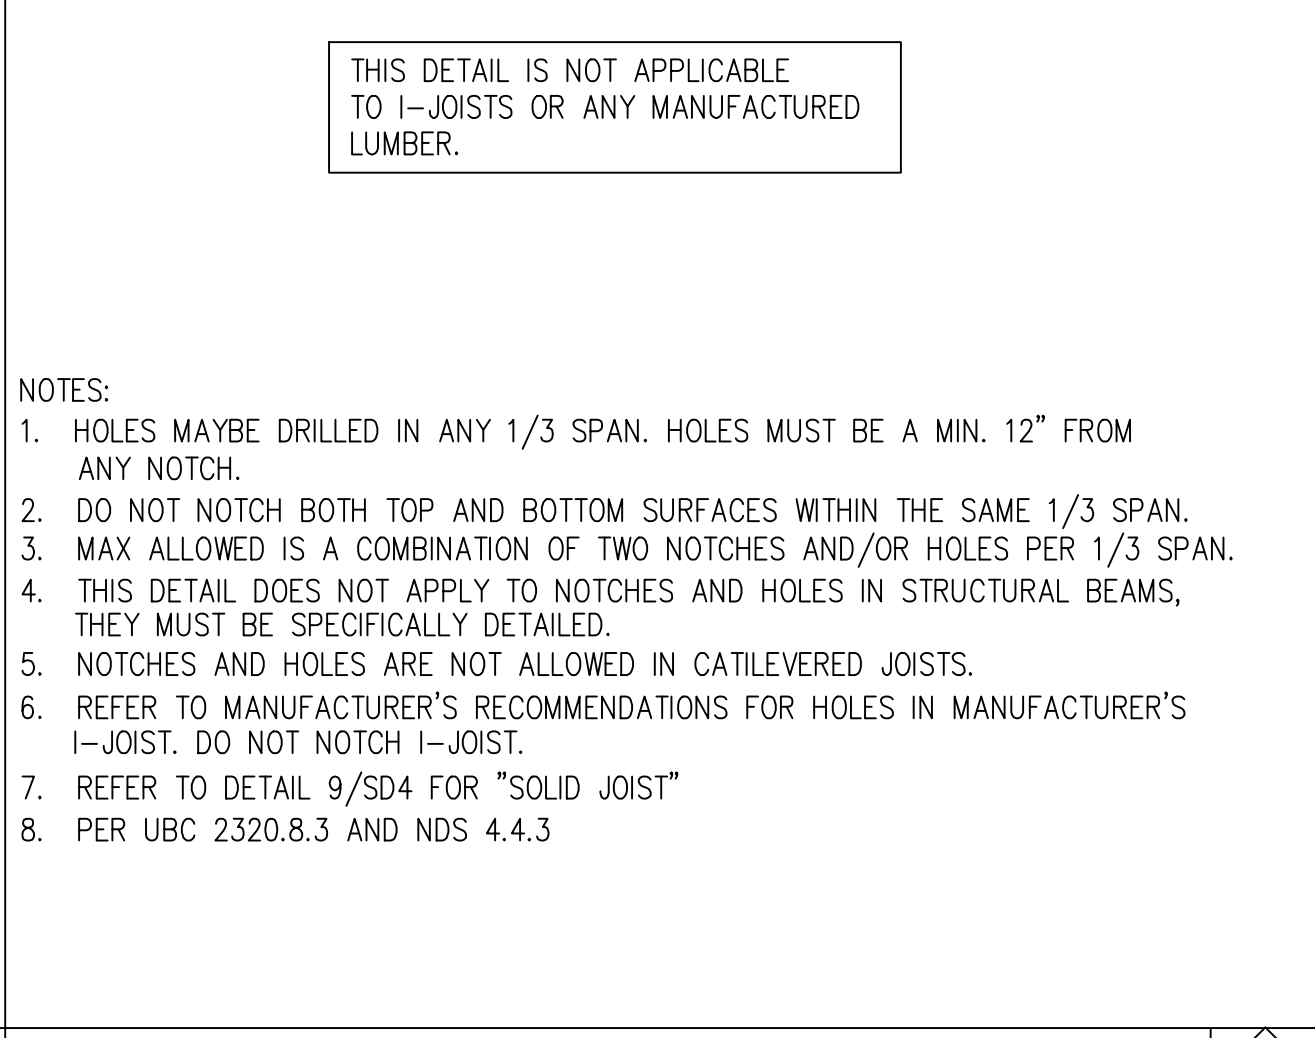 THIS DETAIL IS NOT APPLICABLE
TO I-JOISTS OR ANY MANUFACTURED
LUMBER.
NOTES:
1. HOLES MAYBE DRILLED IN ANY 1/3 SPAN. HOLES MUST BE A MIN. 12" FROM
ANY NOTCH.
2. DO NOT NOTCH BOTH TOP AND BOTTOM SURFACES WITHIN THE SAME 1/3 SPAN.
3. MAX ALLOWED IS A COMBINATION OF TWO NOTCHES AND/OR HOLES PER 1/3 SPAN.
4. THIS DETAIL DOES NOT APPLY TO NOTCHES AND HOLES IN STRUCTURAL BEAMS,
THEY MUST BE SPECIFICALLY DETAILED.
5. NOTCHES AND HOLES ARE NOT ALLOWED IN CATILEVERED JOISTS.
6. REFER TO MANUFACTURER'S RECOMMENDATIONS FOR HOLES IN MANUFACTURER'S
I-JOIST. DO NOT NOTCH I-JOIST.
7. REFER TO DETAIL 9/SD4 FOR "SOLID JOIST"
8. PER UBC 2320.8.3 AND NDS 4.4.3